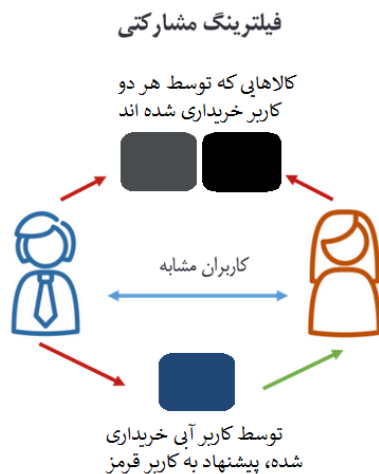 فیلترینگ مشارکتی
کالاهایی که توسط هر دو
کاربر خریداری شده اند
کاربران مشابه
توسط کاربر آبی خریداری
شده، پیشنهاد به کاربر قرمز